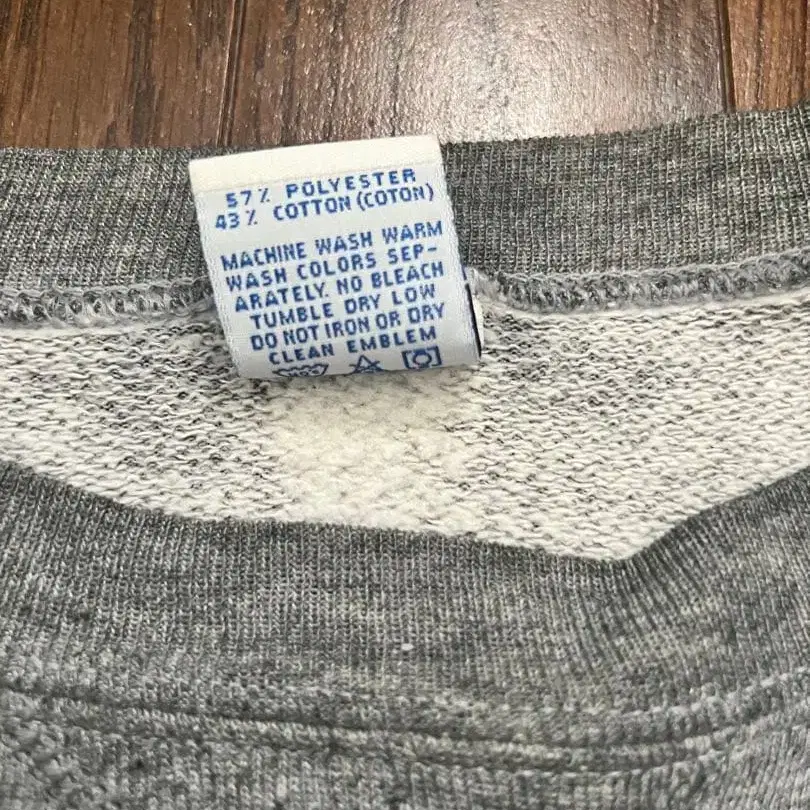 57% POLYESTER
43% COTTON (COTON)
MACHINE WASH WARM
WASH COLORS SEP-
ARATELY. NO BLEACH
TUMBLE DRY LOW
DO NOT IRON OR DRY
CLEAN EMBLEM